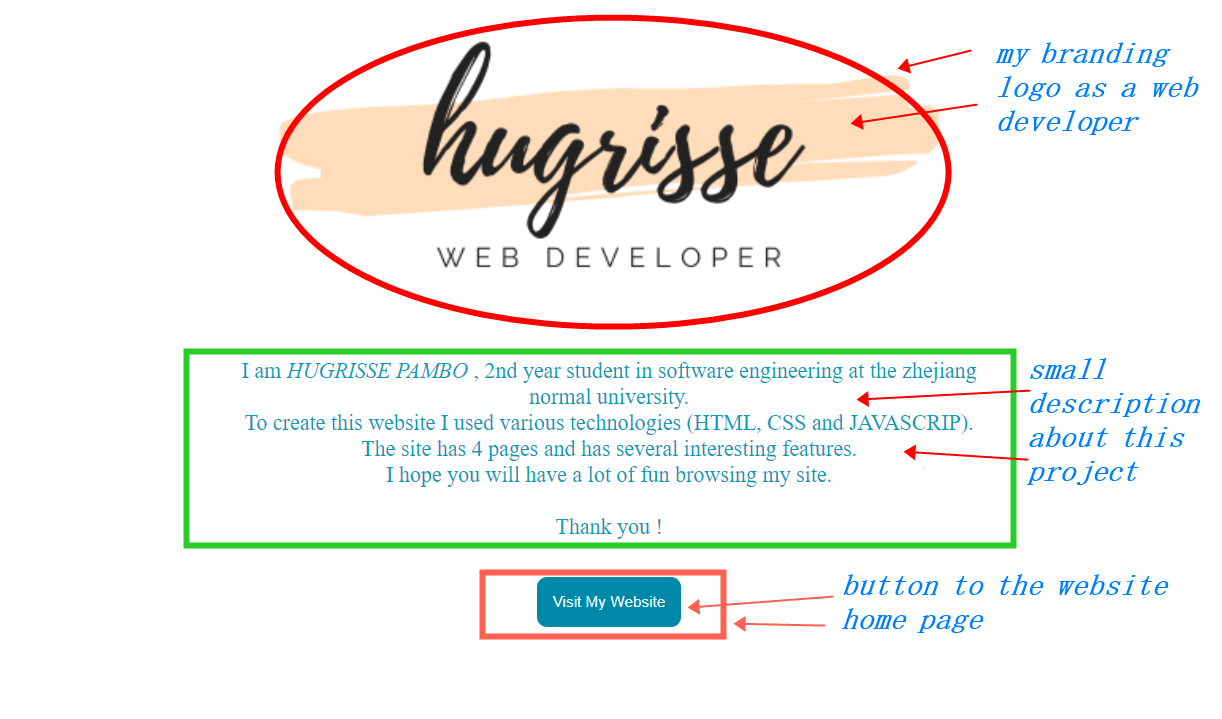 hugrisse
WEB DEVELOPER
my branding
logo as a web
developer
I am HUGRISSE PAMBO , 2nd year student in software engineering at the zhejiang
normal university.
To create this website I used various technologies (HTML, CSS and JAVASCRIP).
The site has 4 pages and has several interesting features.
I hope you will have a lot of fun browsing my site.
Thank you !
small
description
about this
project
Visit My Website
button to the website
home page